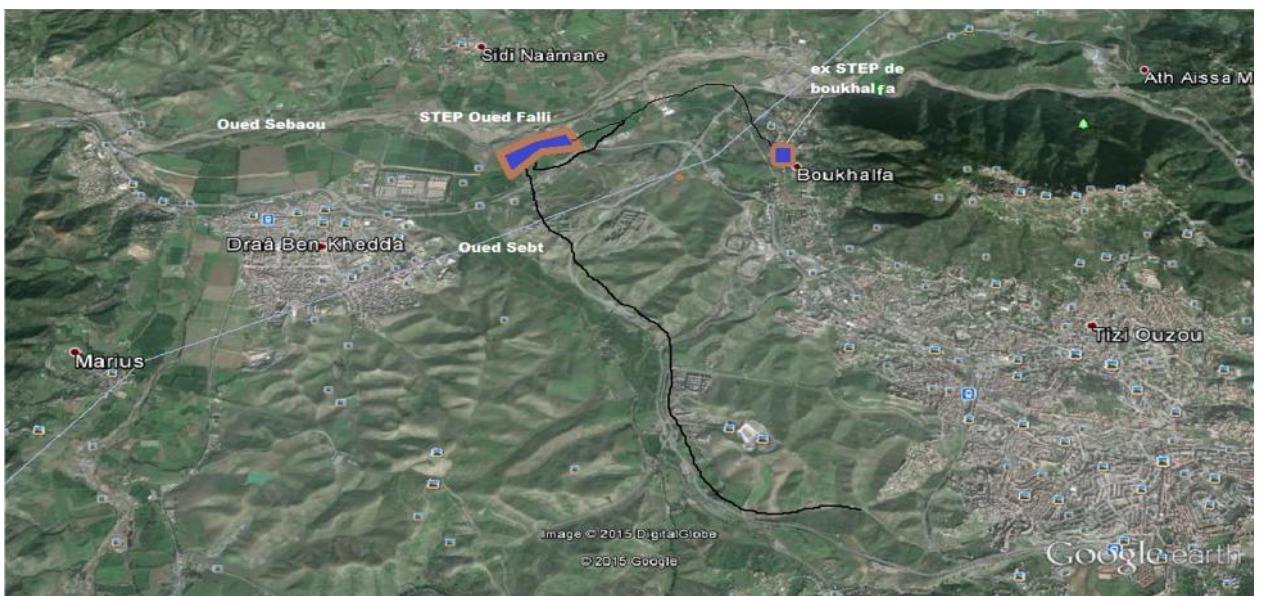 Sidi Naâmane
ex STEP de
boukhalfa
Ath Aissa M
STEP Oued Falli
Oued Sebaou
Boukhalfa
Draâ Ben Khedda
Oued Sebt
Tizi Ouzou
Marius
Image © 2015 DigitalGlobe
© 2015 Google
Google earth